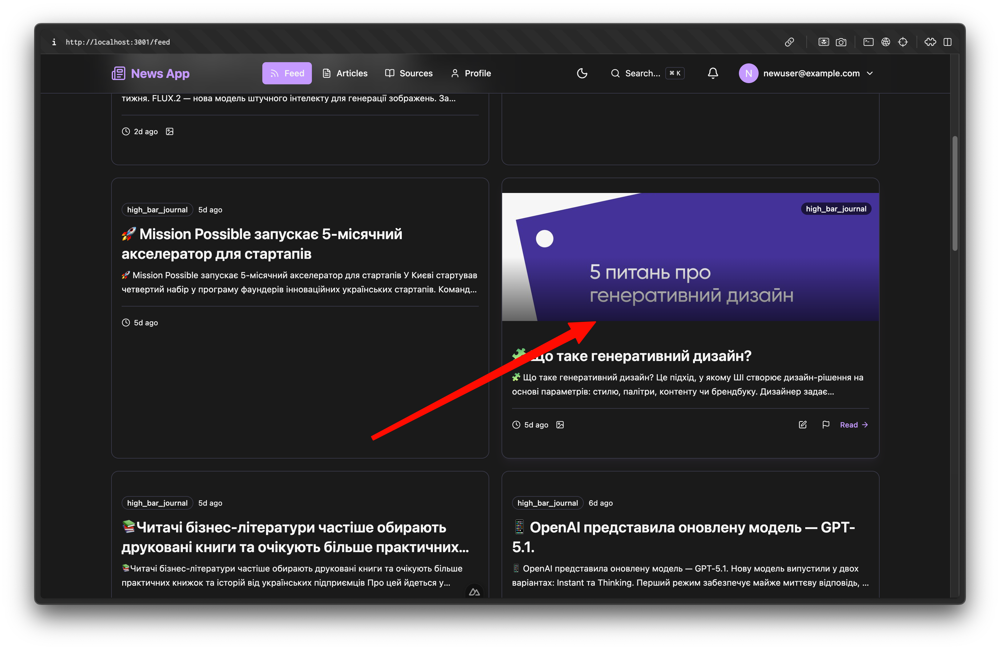 http://localhost:3001/feed
News App
Feed
Articles
Sources
Profile
Search...
⌘ K
N
newuser@example.com
тижня. FLUX.2 — нова модель штучного інтелекту для генерації зображень. За...
2d ago
high_bar_journal 5d ago
🚀 Mission Possible запускає 5-місячний
акселератор для стартапів
🚀 Mission Possible запускає 5-місячний акселератор для стартапів У Києві стартував
четвертий набір у програму фаундерів інноваційних українських стартапів. Команд...
5d ago
high_bar_journal
5 питань про
генеративний дизайн
🧩 Що таке генеративний дизайн?
🧩 Що таке генеративний дизайн? Це підхід, у якому ШІ створює дизайн-рішення на
основі параметрів: стилю, палітри, контенту чи брендбуку. Дизайнер задає...
5d ago
Read →
high_bar_journal 5d ago
📚Читачі бізнес-літератури частіше обирають
друковані книги та очікують більше практичних...
📚Читачі бізнес-літератури частіше обирають друковані книги та очікують більше
практичних книжок та історій від українських підприємців Про цей йдеться у...
high_bar_journal 6d ago
📱 OpenAI представила оновлену модель — GPT-
5.1.
📱 OpenAI представила оновлену модель — GPT-5.1. Нову модель випустили у двох
варіантах: Instant та Thinking. Перший режим забезпечує майже миттєву відповідь, ...